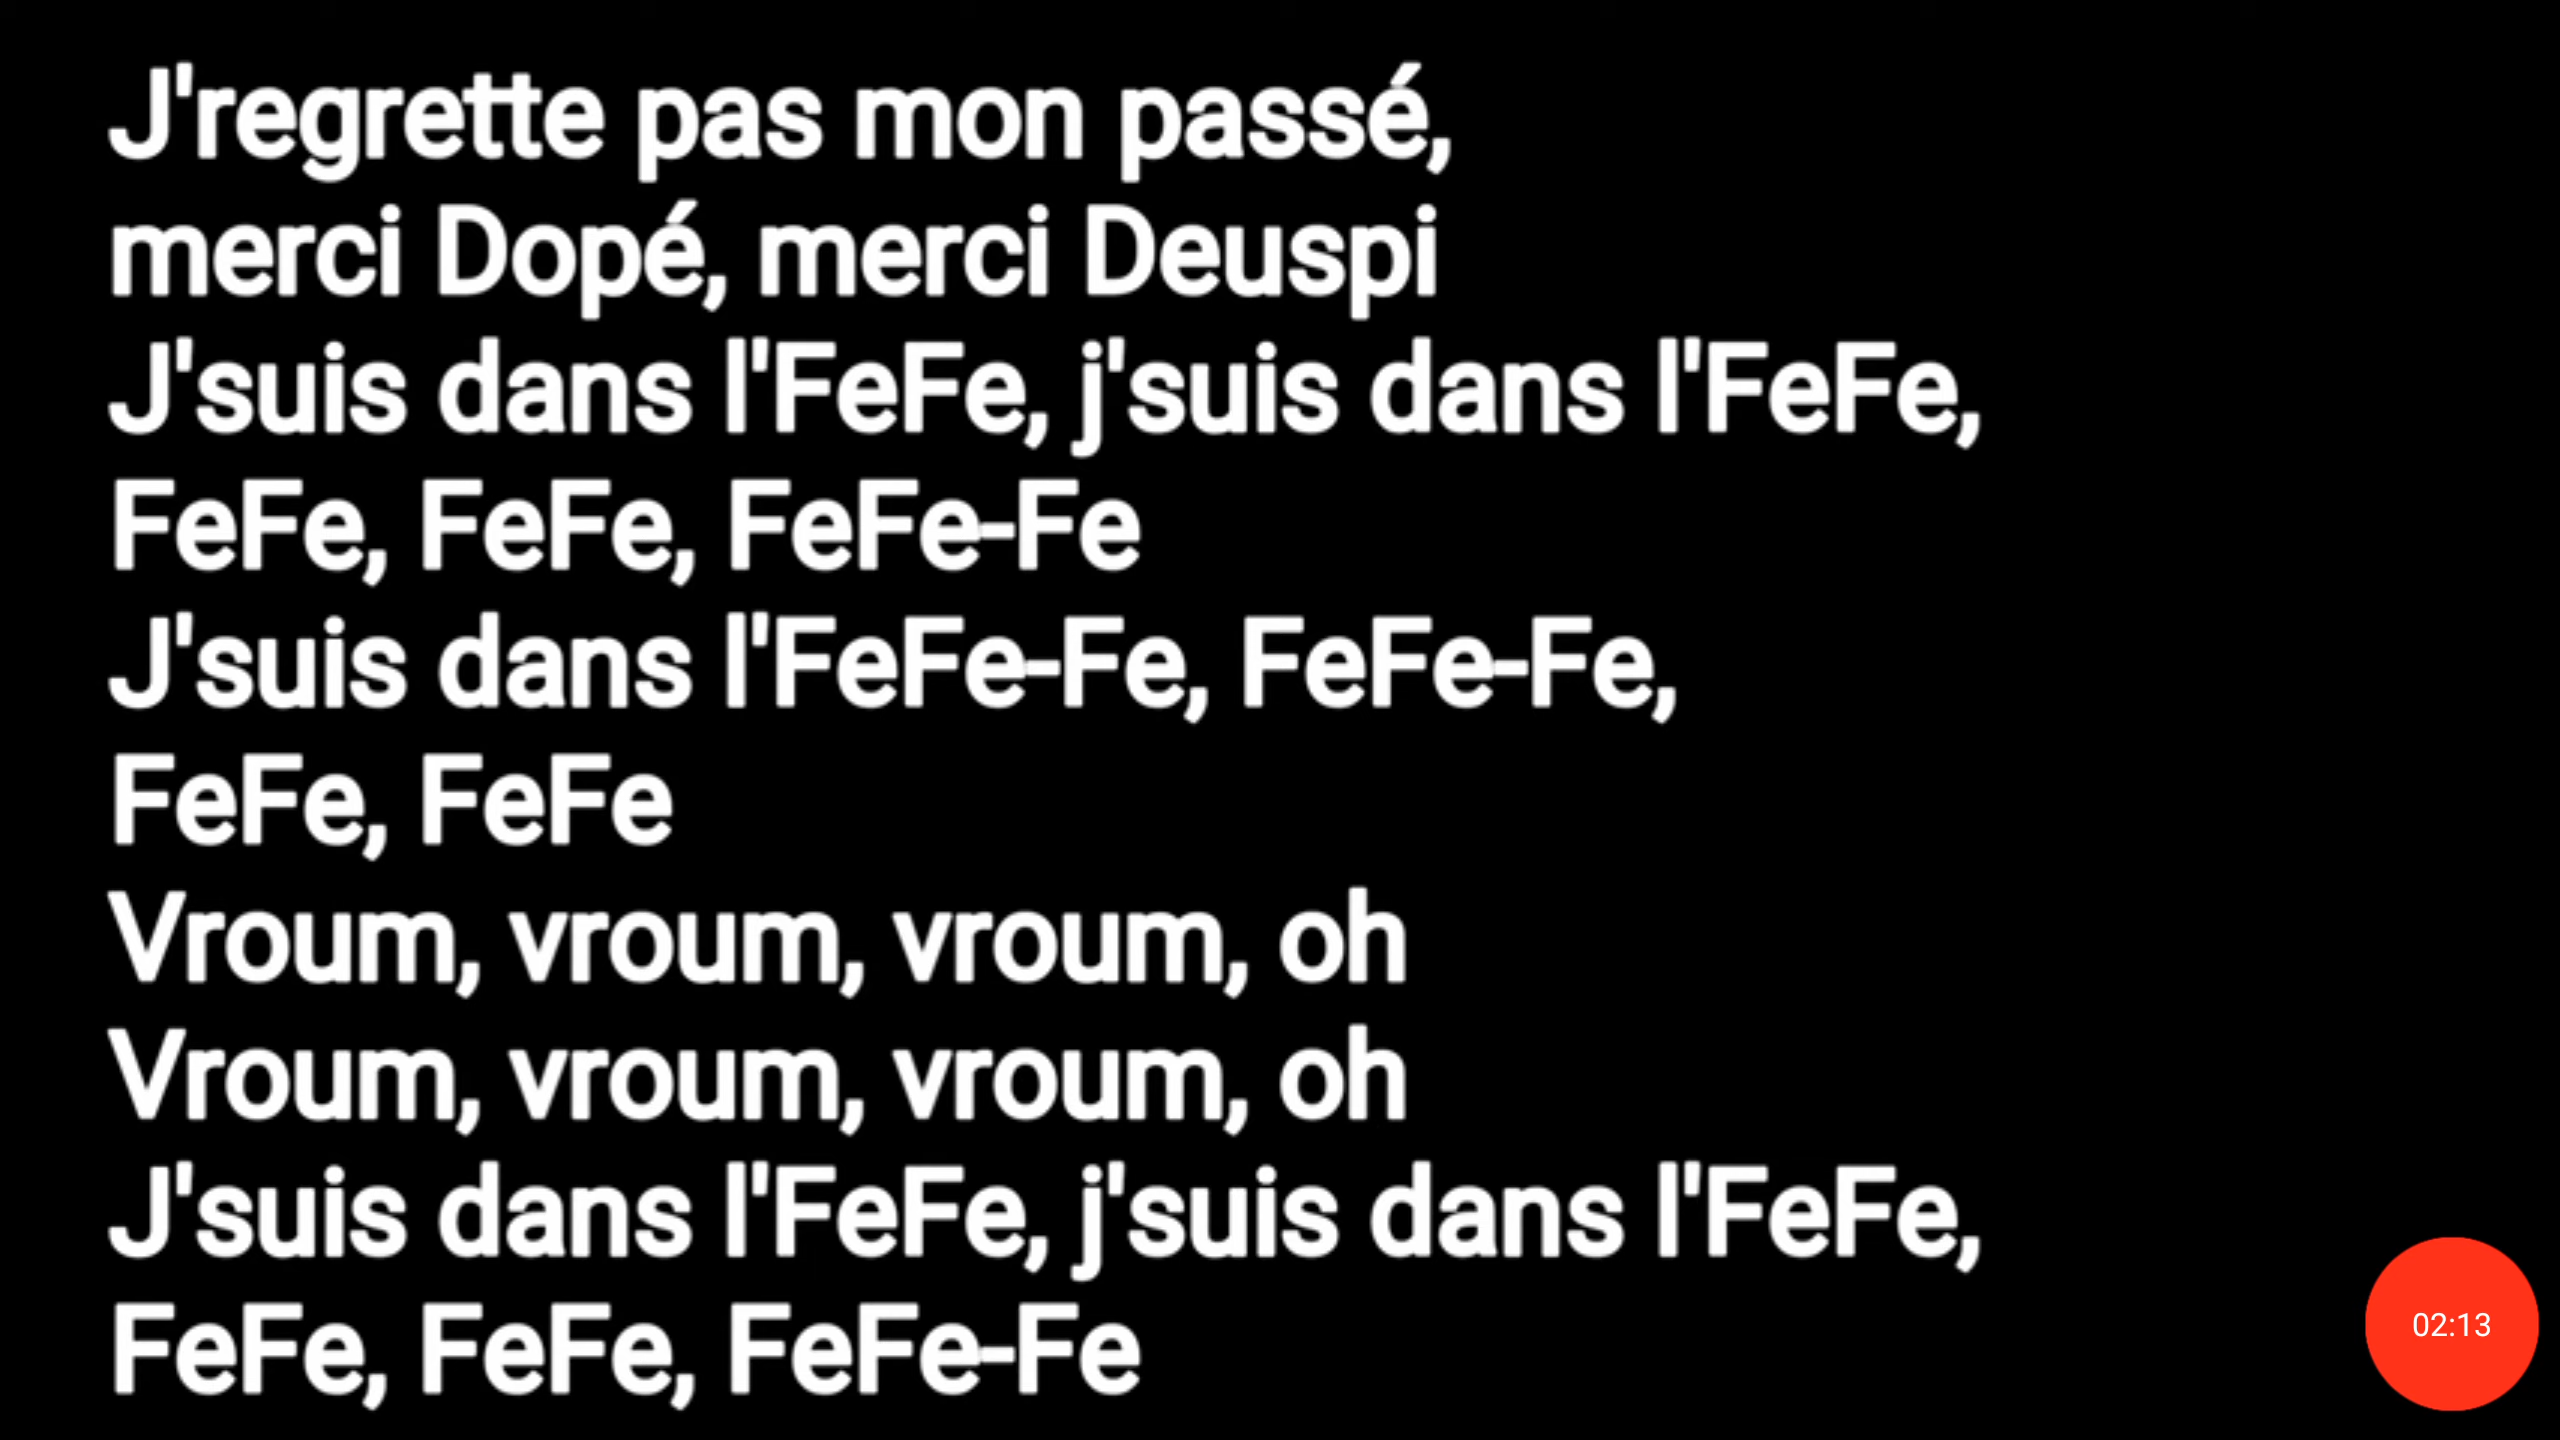 J'regrette pas mon passé,
merci Dopé, merci Deuspi
J'suis dans l'FeFe, j'suis dans l'FeFe,
FeFe, FeFe, FeFe-Fe
J'suis dans l'FeFe-Fe, FeFe-Fe,
FeFe, FeFe
Vroum, vroum, vroum, oh
Vroum, vroum, vroum, oh
J'suis dans l'FeFe, j'suis dans l'FeFe,
FeFe, FeFe, FeFe-Fe
02:13